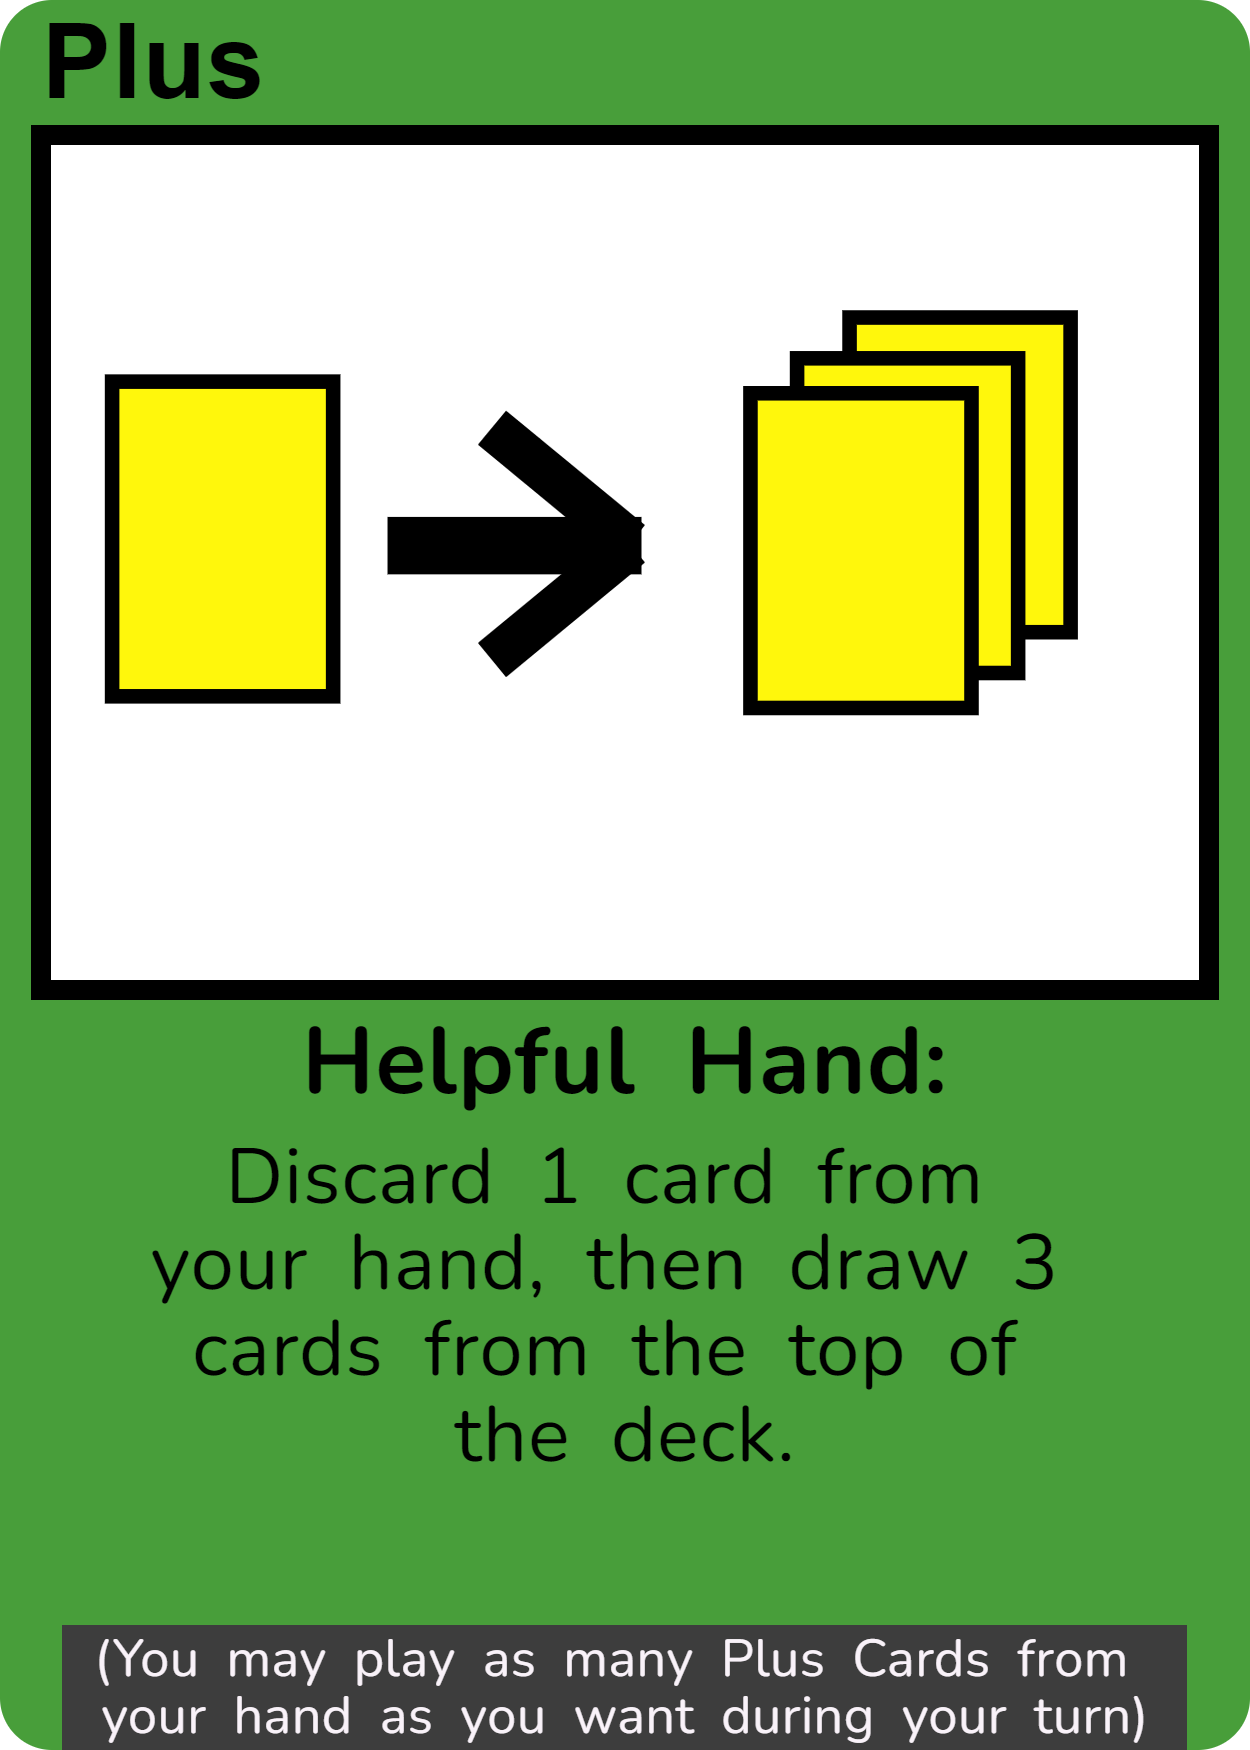 Plus
Helpful Hand:
Discard 1 card from
your hand, then draw 3
cards from the top of
the deck.
(You may play as many Plus Cards from
your hand as you want during your turn)